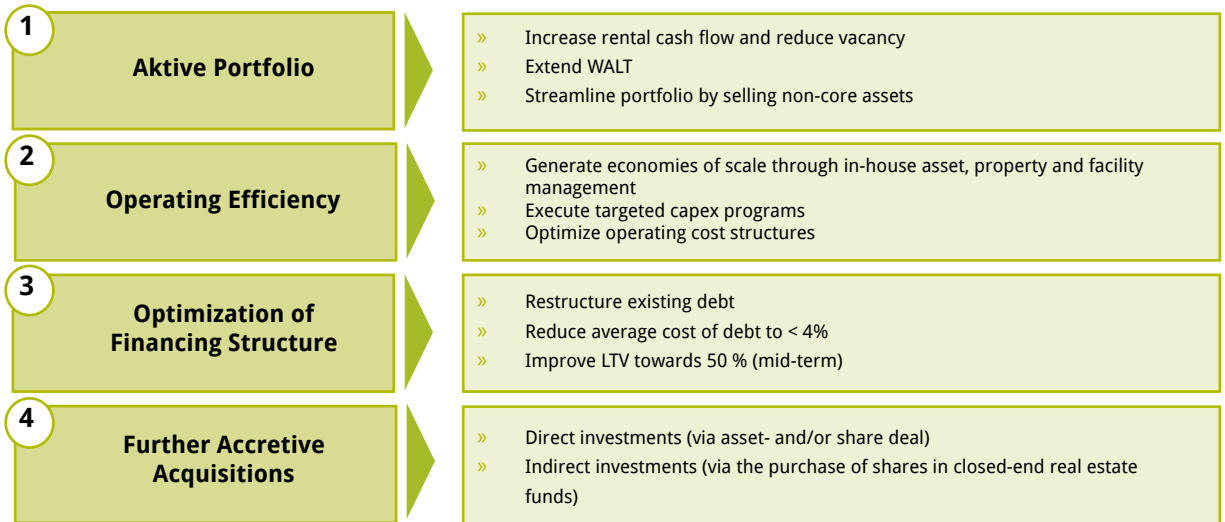 1
Aktive Portfolio
» Increase rental cash flow and reduce vacancy
» Extend WALT
» Streamline portfolio by selling non-core assets
2
Operating Efficiency
» Generate economies of scale through in-house asset, property and facility
management
» Execute targeted capex programs
» Optimize operating cost structures
3
Optimization of
Financing Structure
» Restructure existing debt
» Reduce average cost of debt to < 4%
» Improve LTV towards 50 % (mid-term)
4
Further Accretive
Acquisitions
» Direct investments (via asset- and/or share deal)
» Indirect investments (via the purchase of shares in closed-end real estate
funds)